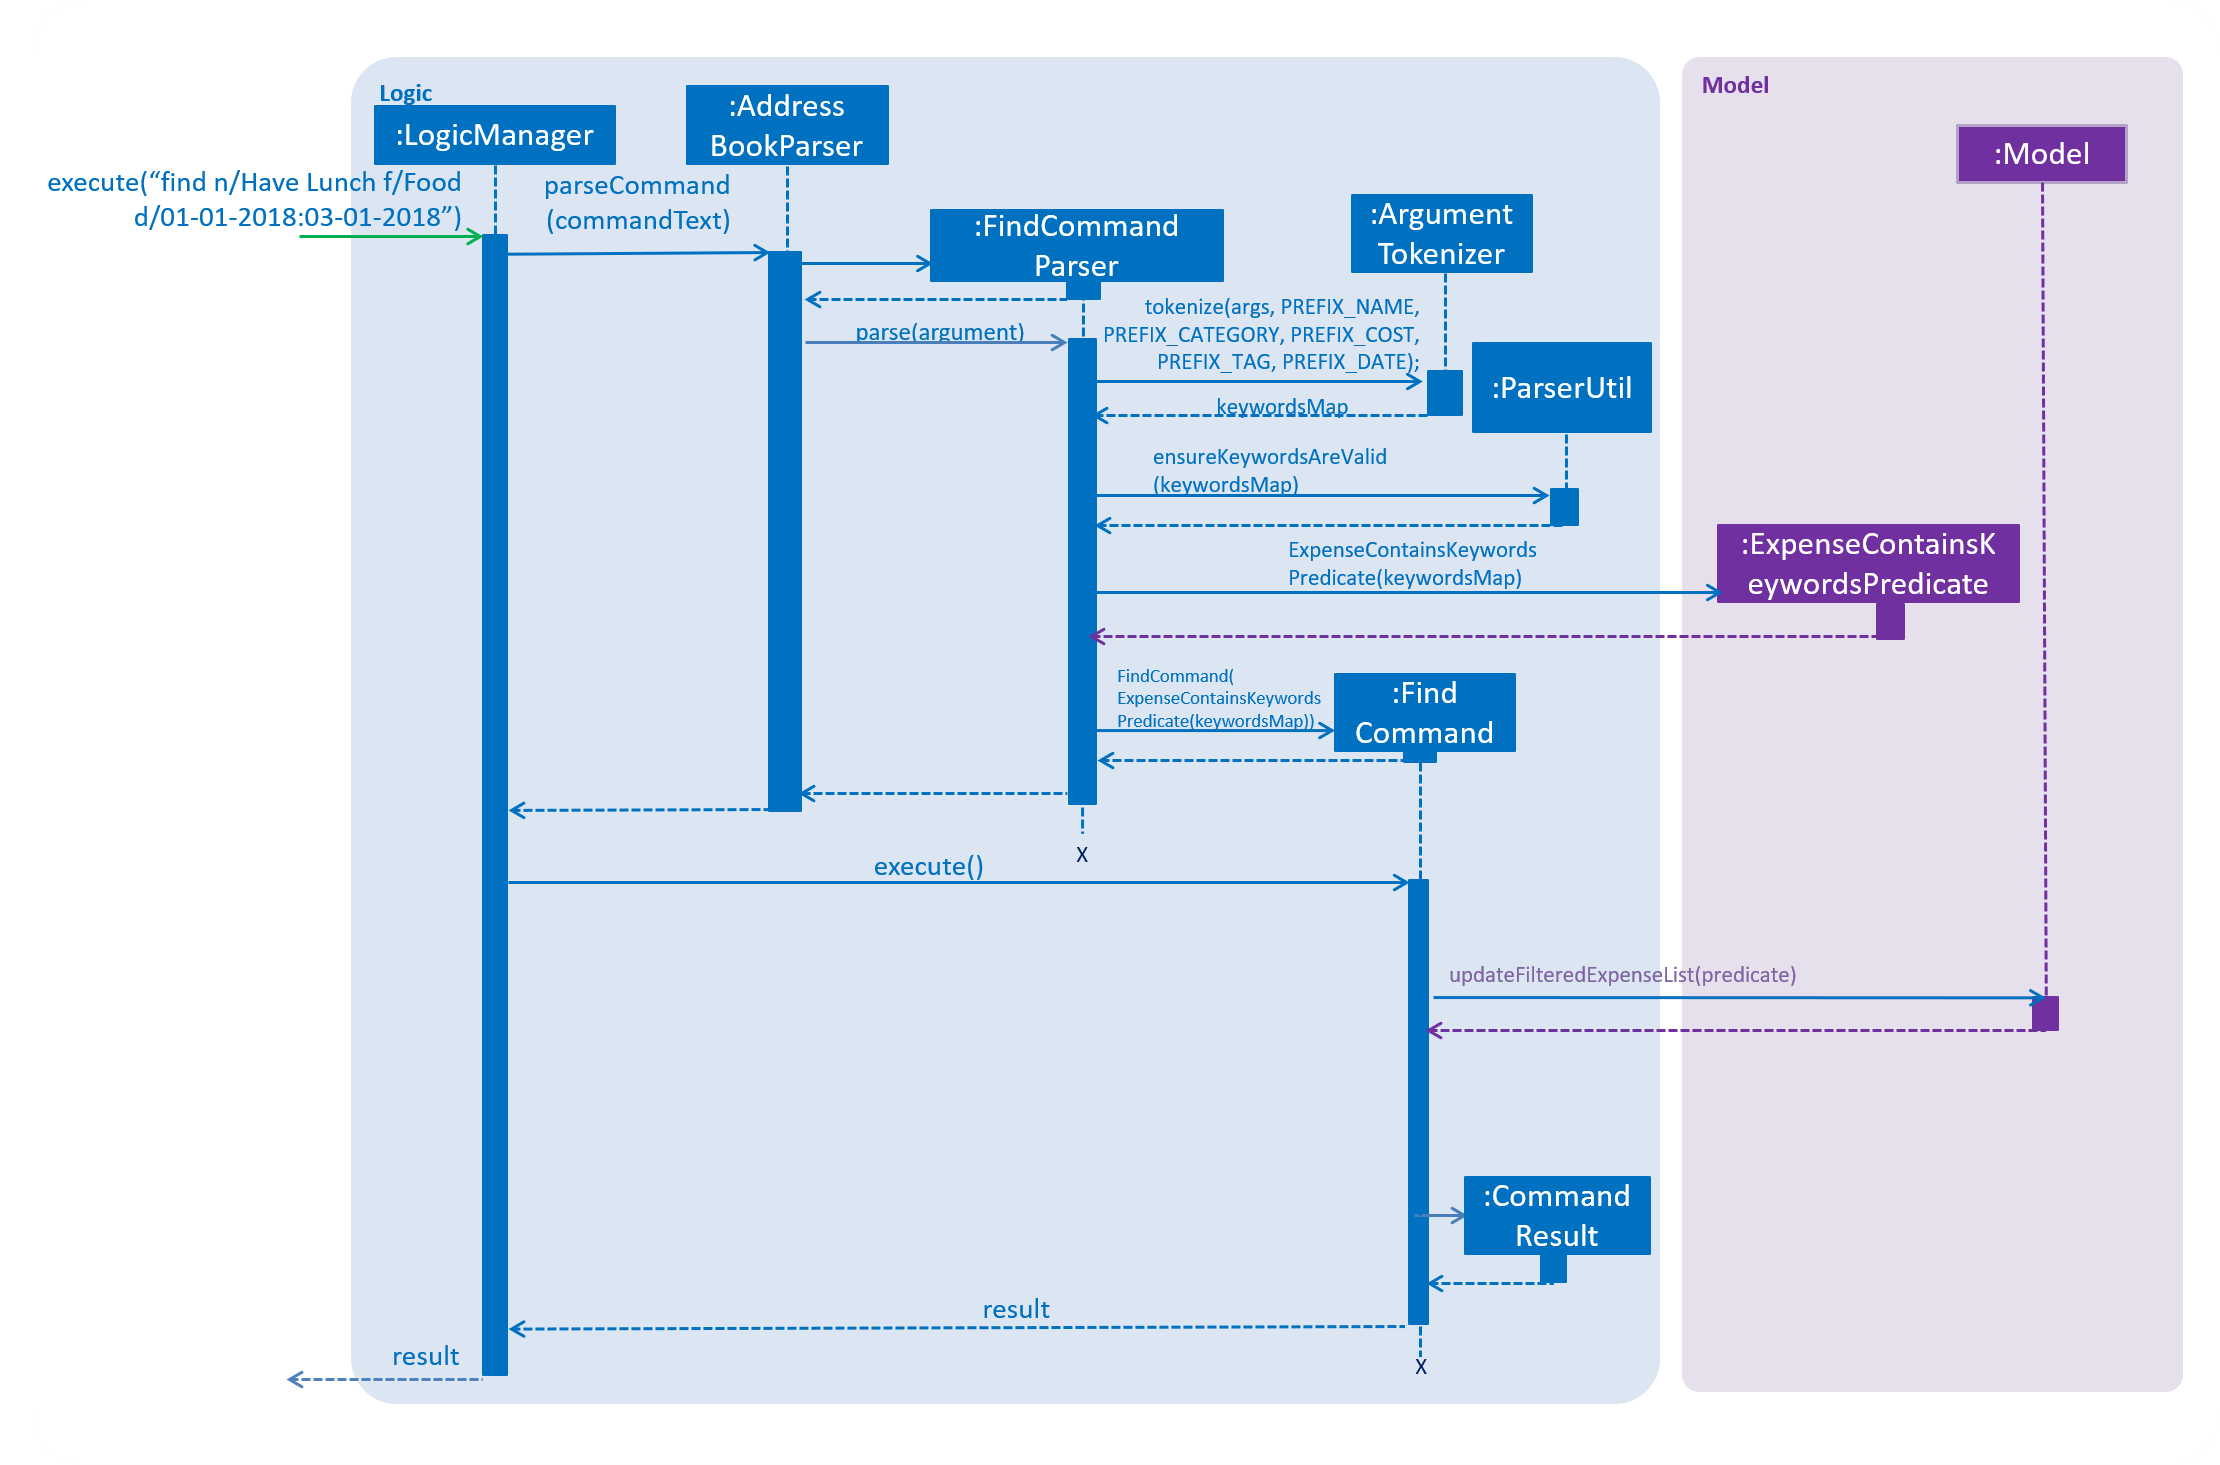 Logic
Model
:LogicManager
:Address
BookParser
:Model
execute(“find n/Have Lunch f/Food
d/01-01-2018:03-01-2018”)
parseCommand
(commandText)
:FindCommand
Parser
:Argument
Tokenizer
tokenize(args, PREFIX_NAME,
PREFIX_CATEGORY, PREFIX_COST,
PREFIX_TAG, PREFIX_DATE);
parse(argument)
:ParserUtil
keywordsMap
ensureKeywordsAreValid
(keywordsMap)
ExpenseContainsKeywords
Predicate(keywordsMap)
:ExpenseContainsK
eywordsPredicate
FindCommand(
ExpenseContainsKeywords
Predicate(keywordsMap))
:Find
Command
X
execute()
updateFilteredExpenseList(predicate)
:Command
Result
result
result
X